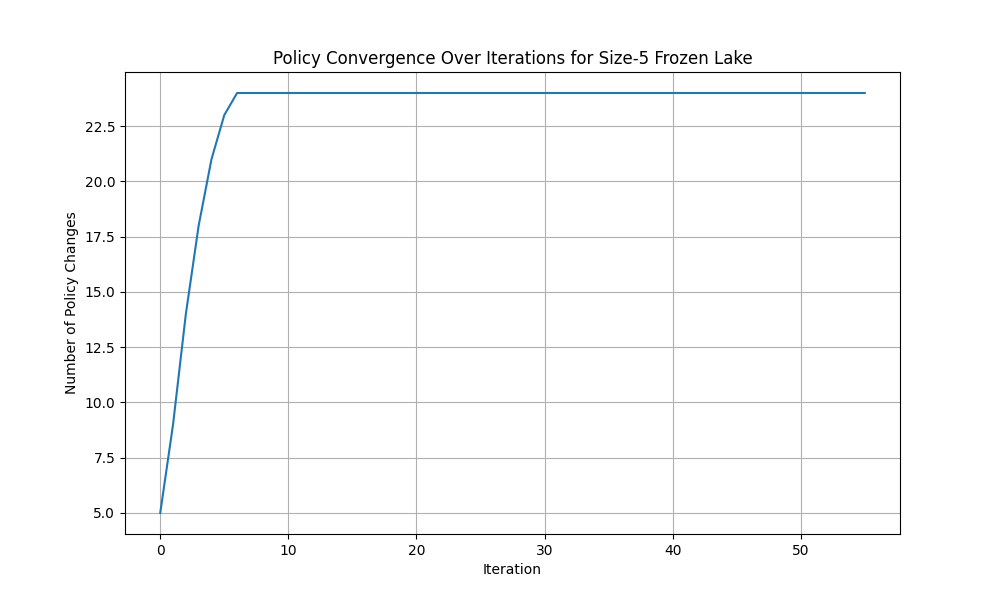 Policy Convergence Over Iterations for Size-5 Frozen Lake
Number of Policy Changes
22.5
20.0
17.5
15.0
12.5
10.0
7.5
5.0
0 10 20 30 40 50
Iteration